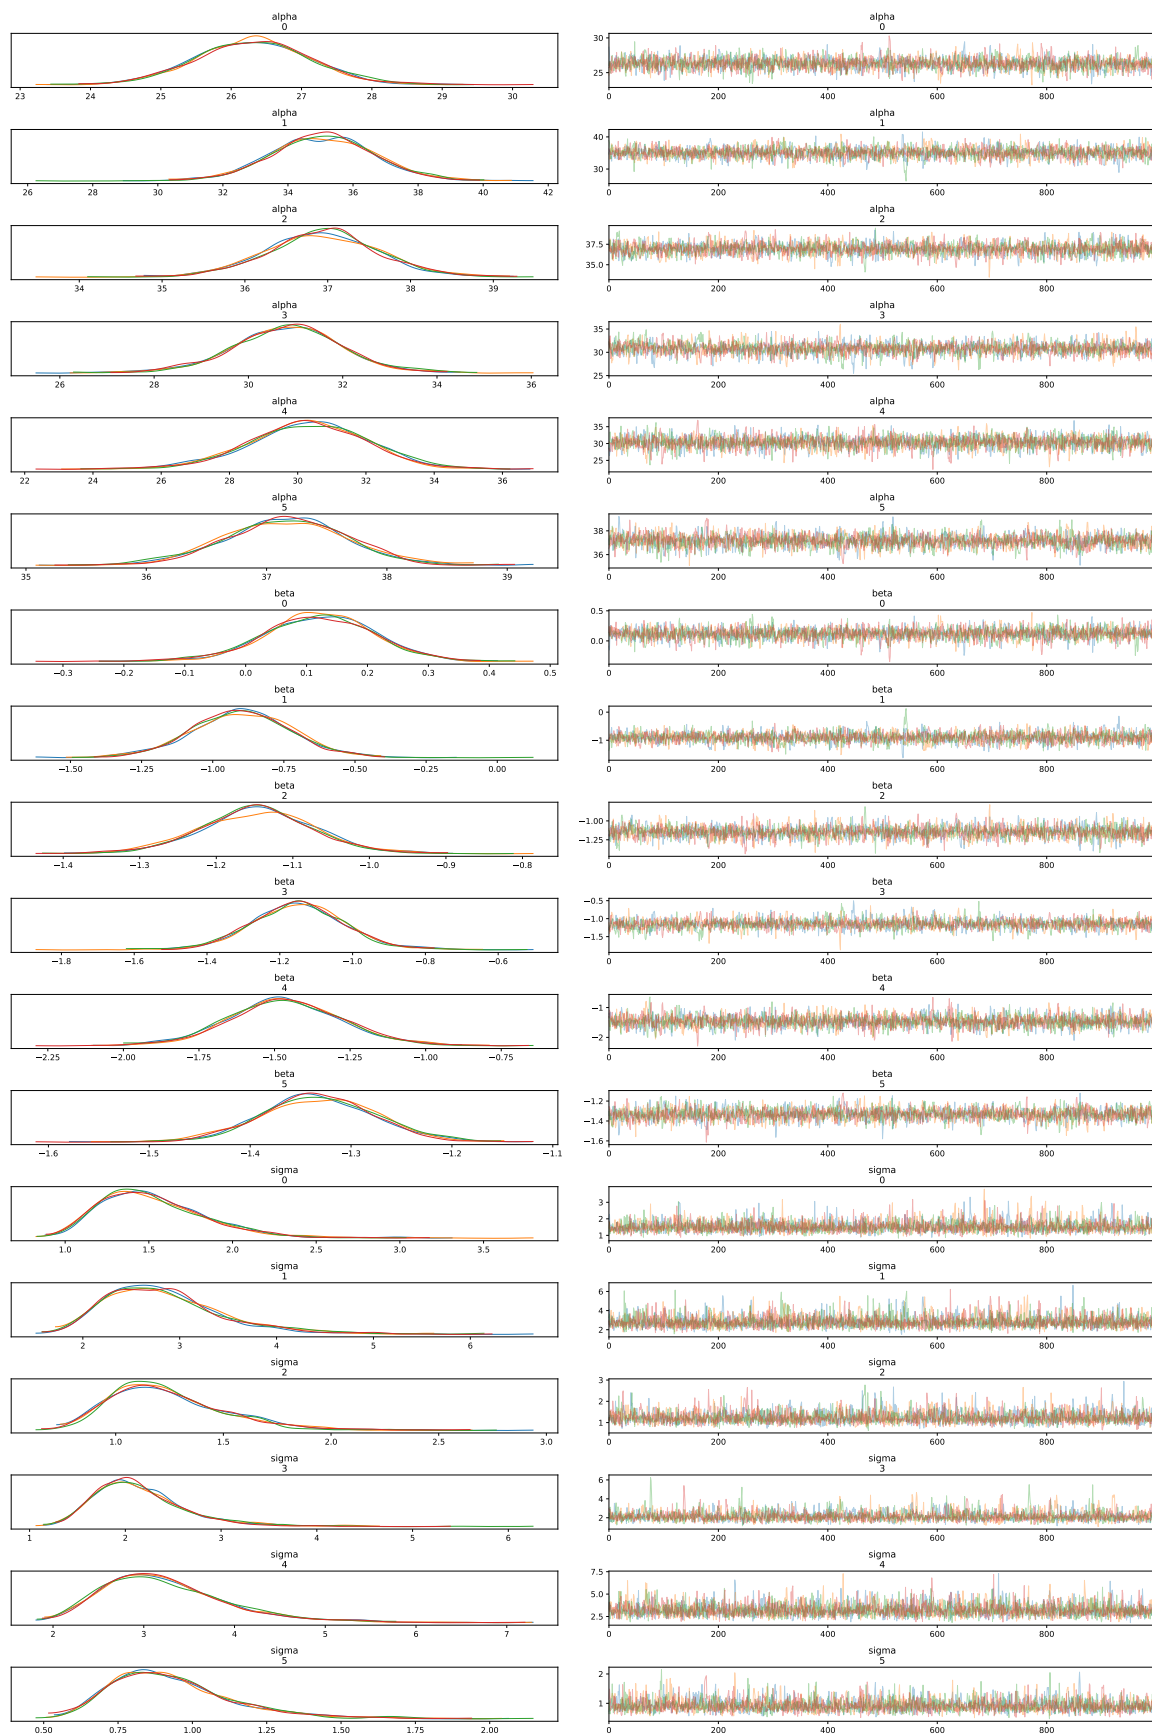 alpha
0
23 24 25 26 27 28 29 30
alpha
0
30
25
0 200 400 600 800
alpha
1
26 28 30 32 34 36 38 40 42
alpha
1
40
30
0 200 400 600 800
alpha
2
34 35 36 37 38 39
alpha
2
37.5
35.0
0 200 400 600 800
alpha
3
26 28 30 32 34 36
alpha
3
35
30
25
0 200 400 600 800
alpha
4
22 24 26 28 30 32 34 36
alpha
4
35
30
25
0 200 400 600 800
alpha
5
35 36 37 38 39
alpha
5
38
36
0 200 400 600 800
beta
0
−0.3 −0.2 −0.1 0.0 0.1 0.2 0.3 0.4 0.5
beta
0
0.5
0.0
0 200 400 600 800
beta
1
−1.50 −1.25 −1.00 −0.75 −0.50 −0.25 0.00
beta
1
0
−1
0 200 400 600 800
beta
2
−1.4 −1.3 −1.2 −1.1 −1.0 −0.9 −0.8
beta
2
−1.00
−1.25
0 200 400 600 800
beta
3
−1.8 −1.6 −1.4 −1.2 −1.0 −0.8 −0.6
beta
3
−0.5
−1.0
−1.5
0 200 400 600 800
beta
4
−2.25 −2.00 −1.75 −1.50 −1.25 −1.00 −0.75
beta
4
−1
−2
0 200 400 600 800
beta
5
−1.6 −1.5 −1.4 −1.3 −1.2 −1.1
beta
5
−1.2
−1.4
−1.6
0 200 400 600 800
sigma
0
1.0 1.5 2.0 2.5 3.0 3.5
sigma
0
3
2
1
0 200 400 600 800
sigma
1
2 3 4 5 6
sigma
1
6
4
2
0 200 400 600 800
sigma
2
1.0 1.5 2.0 2.5 3.0
sigma
2
3
2
1
0 200 400 600 800
sigma
3
1 2 3 4 5 6
sigma
3
6
4
2
0 200 400 600 800
sigma
4
2 3 4 5 6 7
sigma
4
7.5
5.0
2.5
0 200 400 600 800
sigma
5
0.50 0.75 1.00 1.25 1.50 1.75 2.00
sigma
5
2
1
0 200 400 600 800